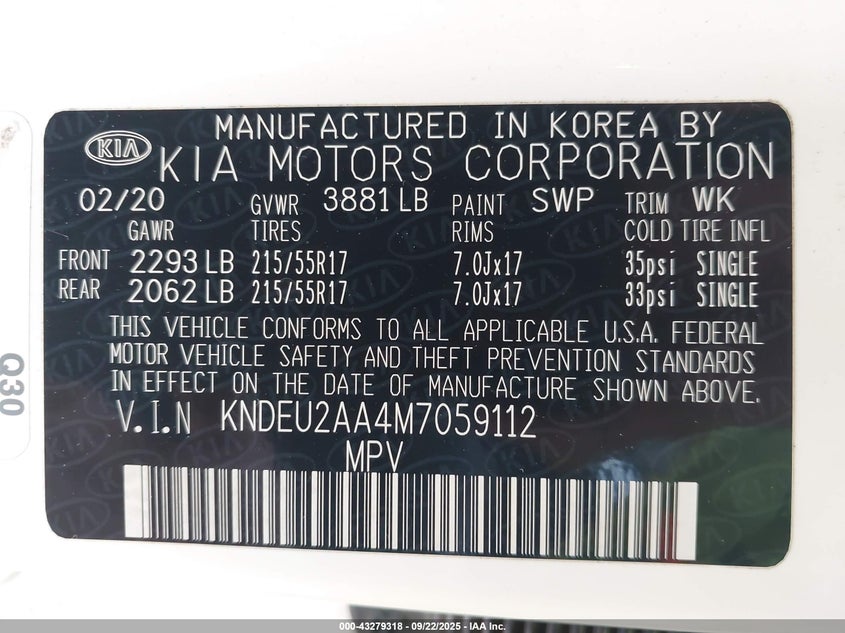 MANUFACTURED IN KOREA BY
KIA KIA MOTORS CORPORATION
02/20 GVWR 3881 LB PAINT SWP TRIM WK
GAWR TIRES RIMS COLD TIRE INFL
FRONT 2293 LB 215/55R17 7.0Jx17 35psi SINGLE
REAR 2062 LB 215/55R17 7.0Jx17 33psi SINGLE
THIS VEHICLE CONFORMS TO ALL APPLICABLE U.S.A. FEDERAL
MOTOR VEHICLE SAFETY AND THEFT PREVENTION STANDARDS
IN EFFECT ON THE DATE OF MANUFACTURE SHOWN ABOVE.
V.I.N KNDEU2AA4M7059112
MPV
Q30
000-43279318 - 09/22/2025 - IAA Inc.